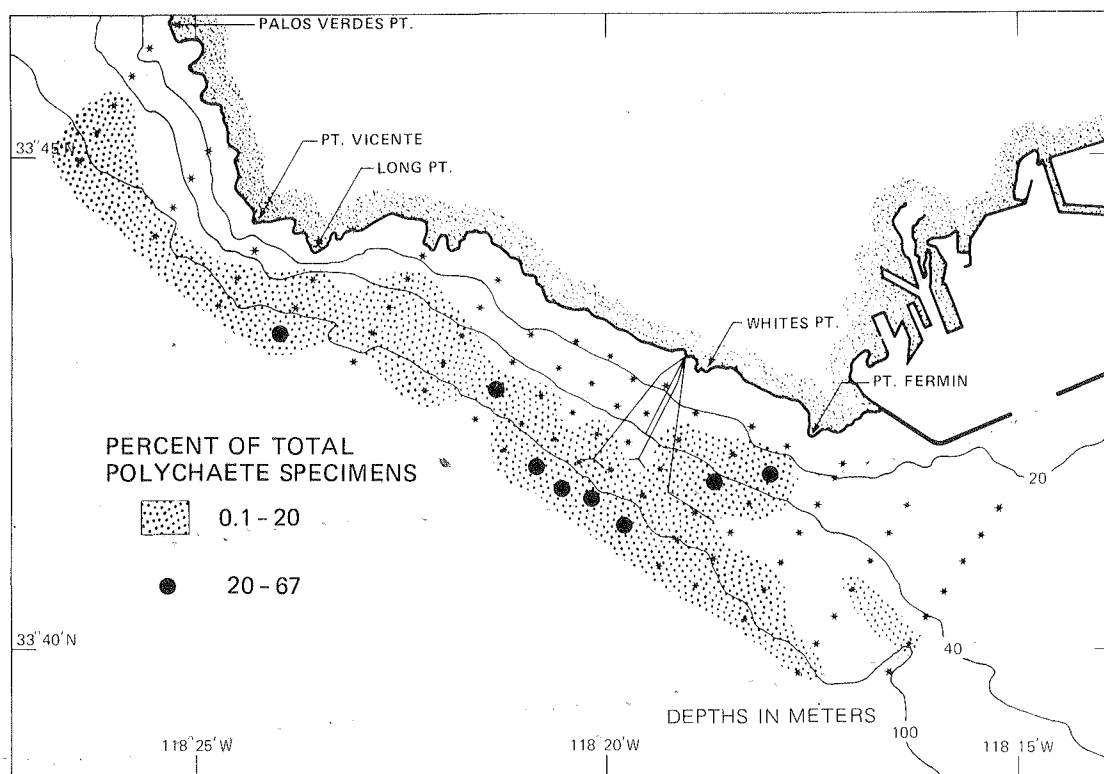 PALOS VERDES PT.
33°45'N
PT. VICENTE
LONG PT.
WHITES PT.
PT. FERMIN
PERCENT OF TOTAL
POLYCHAETE SPECIMENS
0.1 – 20
20 – 67
20
33°40'N
40
DEPTHS IN METERS
100
118°25'W
118°20'W
118°15'W